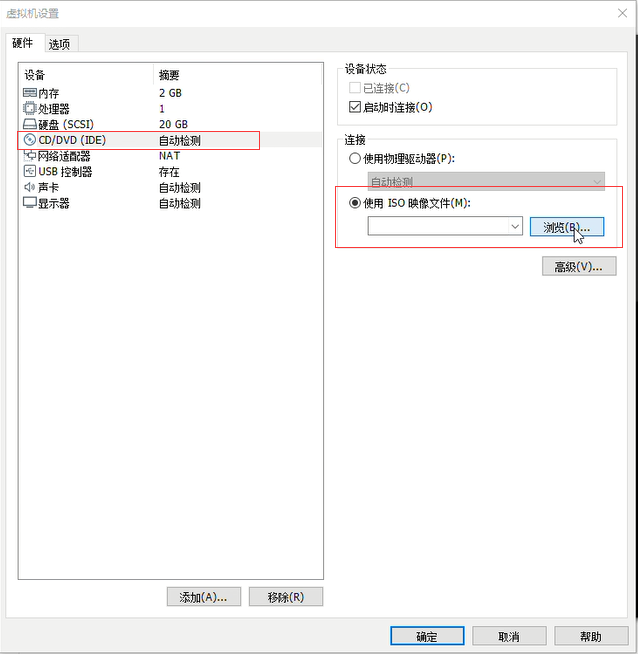 虚拟机设置
硬件 选项
设备 摘要
内存 2 GB
处理器 1
硬盘 (SCSI) 20 GB
CD/DVD (IDE) 自动检测
网络适配器 NAT
USB 控制器 存在
声卡 自动检测
显示器 自动检测
添加(A)... 移除(R)
设备状态
已连接(C)
启动时连接(O)
连接
使用物理驱动器(P):
自动检测
使用 ISO 映像文件(M):
浏览(B)...
高级(V)...
确定 取消 帮助